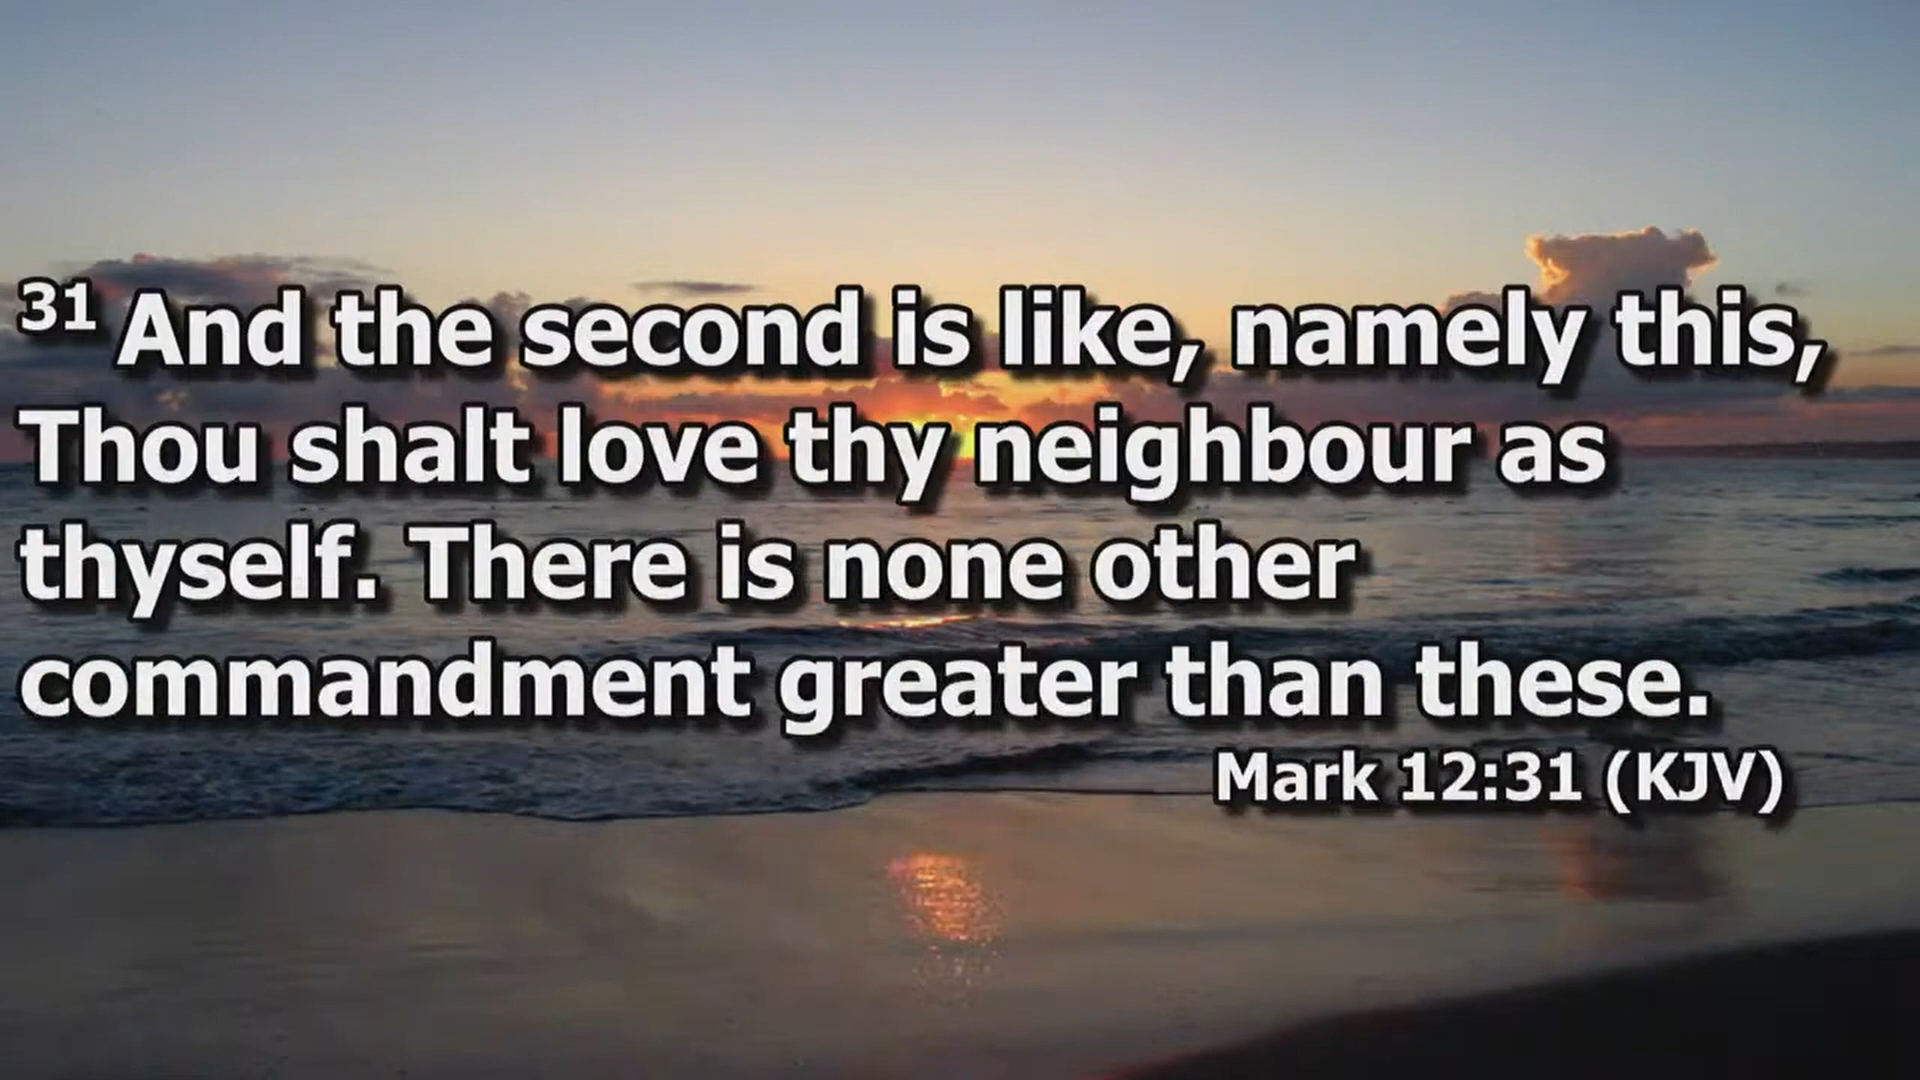 31 And the second is like, namely this,
Thou shalt love thy neighbour as
thyself. There is none other
commandment greater than these.
Mark 12:31 (KJV)